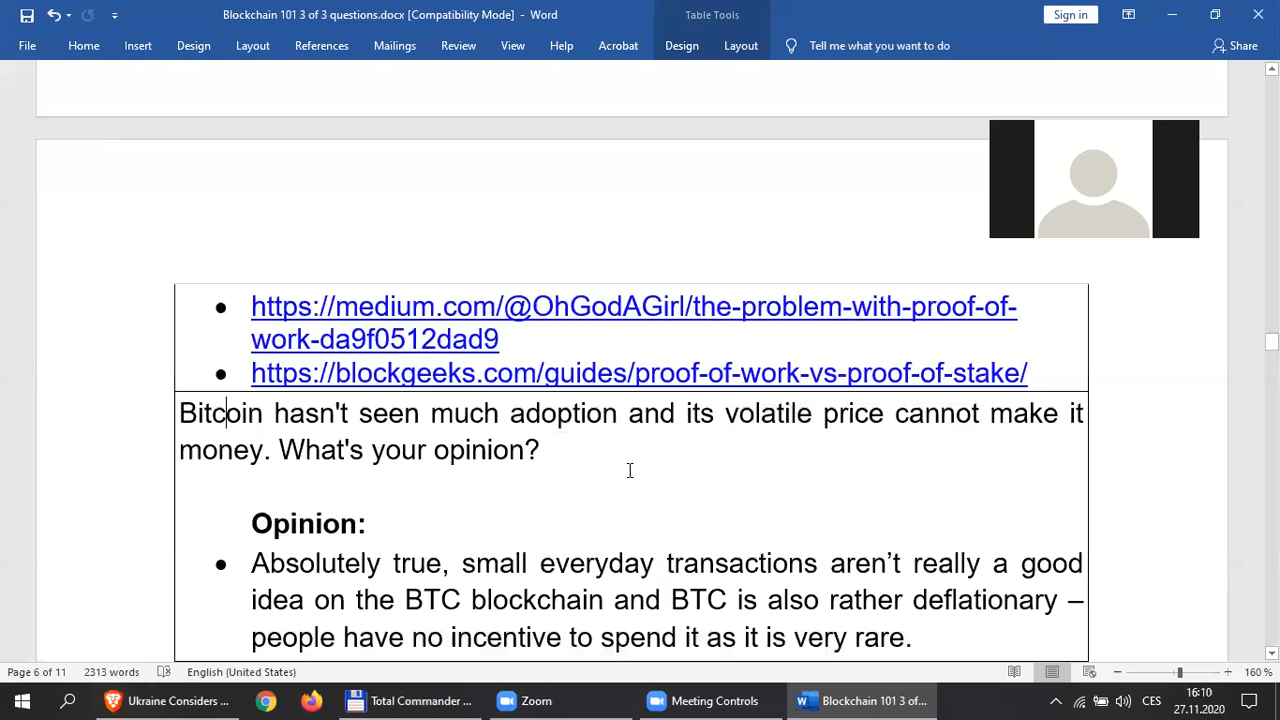 Blockchain 101 3 of 3 questions.docx [Compatibility Mode] - Word
Table Tools
Sign in
File Home Insert Design Layout References Mailings Review View Help Acrobat Design Layout Tell me what you want to do Share
• https://medium.com/@OhGodAGirl/the-problem-with-proof-of-
work-da9f0512dad9
• https://blockgeeks.com/guides/proof-of-work-vs-proof-of-stake/
Bitcoin hasn't seen much adoption and its volatile price cannot make it
money. What's your opinion?
Opinion:
• Absolutely true, small everyday transactions aren’t really a good
idea on the BTC blockchain and BTC is also rather deflationary –
people have no incentive to spend it as it is very rare.
Page 6 of 11 2313 words English (United States) 160 %
Ukraine Considers ... Total Commander ... Zoom Meeting Controls Blockchain 101 3 of... CES 16:10
27.11.2020